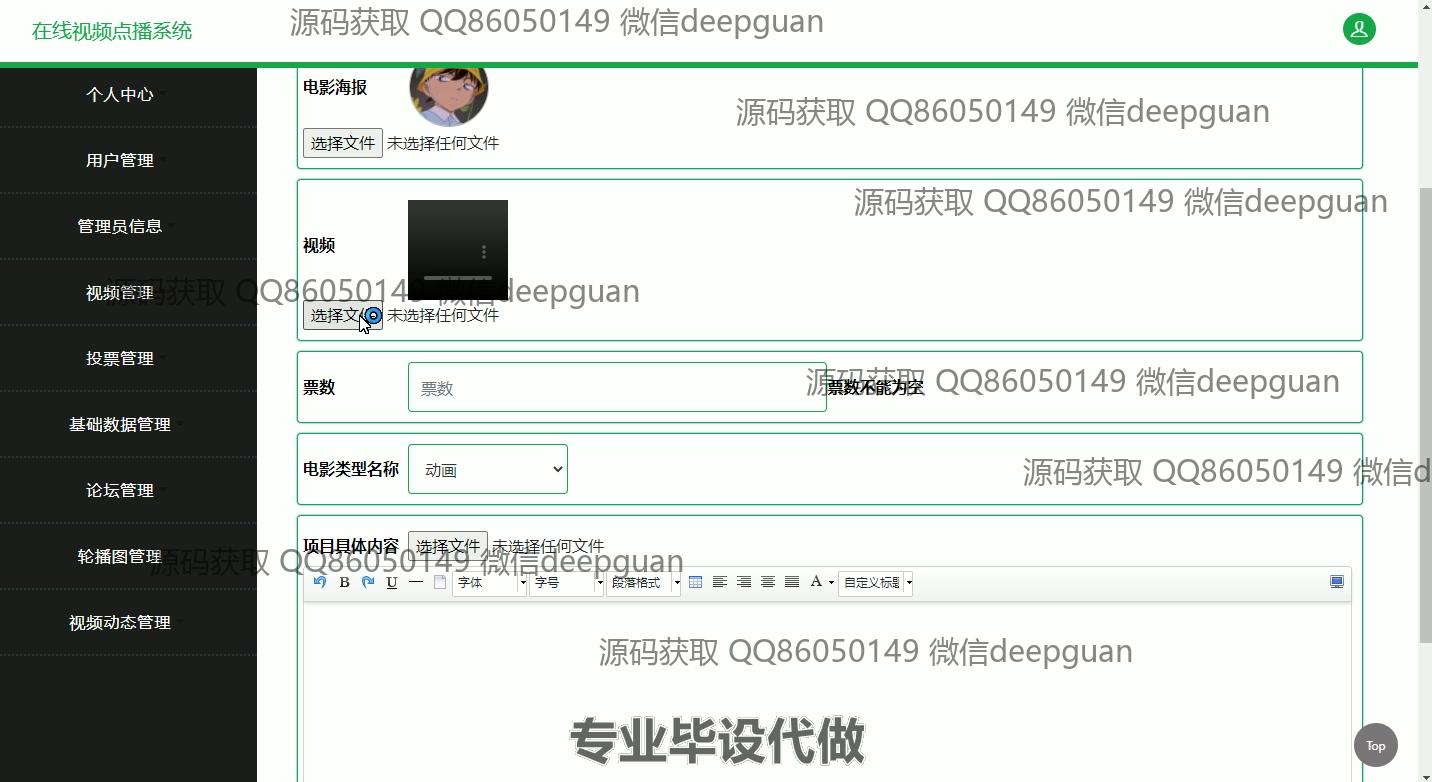 在线视频点播系统
源码获取 QQ86050149 微信deepguan
个人中心
用户管理
管理员信息
视频管理
投票管理
基础数据管理
论坛管理
轮播图管理
视频动态管理
电影海报
源码获取 QQ86050149 微信deepguan
选择文件 未选择任何文件
源码获取 QQ86050149 微信deepguan
视频
源码获取 QQ86050149 微信deepguan
选择文件 未选择任何文件
票数 票数 票数不能为空
源码获取 QQ86050149 微信deepguan
电影类型名称 动画
源码获取 QQ86050149 微信d
项目具体内容 选择文件 未选择任何文件
源码获取 QQ86050149 微信deepguan
B U 字体 字号 段落格式 A 自定义标题
源码获取 QQ86050149 微信deepguan
专业毕设代做
Top